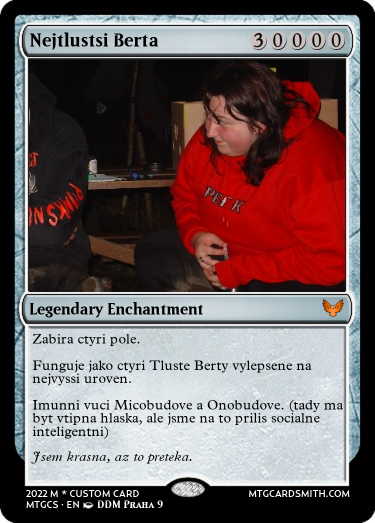 Nejtlustsi Berta 3 0 0 0 0
Legendary Enchantment
Zabira ctyri pole.
Funguje jako ctyri Tluste Berty vylepsene na
nejvyssi uroven.
Imunni vuci Micobudove a Onobudove. (tady ma
byt vtipna hlaska, ale jsme na to prilis socialne
inteligentni)
Jsem krasna, az to preteka.
2022 M * CUSTOM CARD
MTGCS · EN DDM PRAHA 9
MTGCARDSMITH.COM